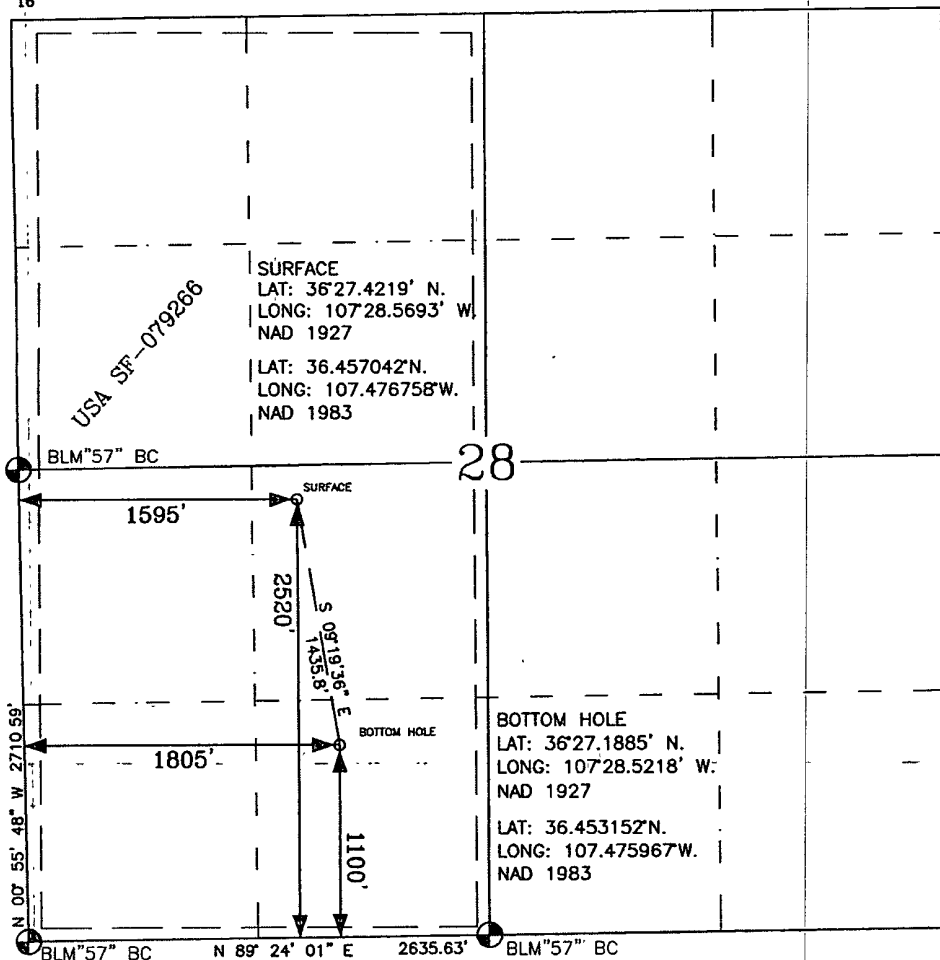 16
SURFACE
LAT: 36°27.4219' N.
LONG: 107°28.5693' W.
NAD 1927
LAT: 36.457042°N.
LONG: 107.476758°W.
NAD 1983
USA SF-079266
BLM"57" BC
28
SURFACE
1595'
2520'
S 09°19'36" E
1435.8'
BOTTOM HOLE
1805'
1100'
BOTTOM HOLE
LAT: 36°27.1885' N.
LONG: 107°28.5218' W.
NAD 1927
LAT: 36.453152°N.
LONG: 107.475967°W.
NAD 1983
N 00° 55' 48" W 2710.59'
BLM"57" BC
N 89° 24' 01" E 2635.63'
BLM"57" BC